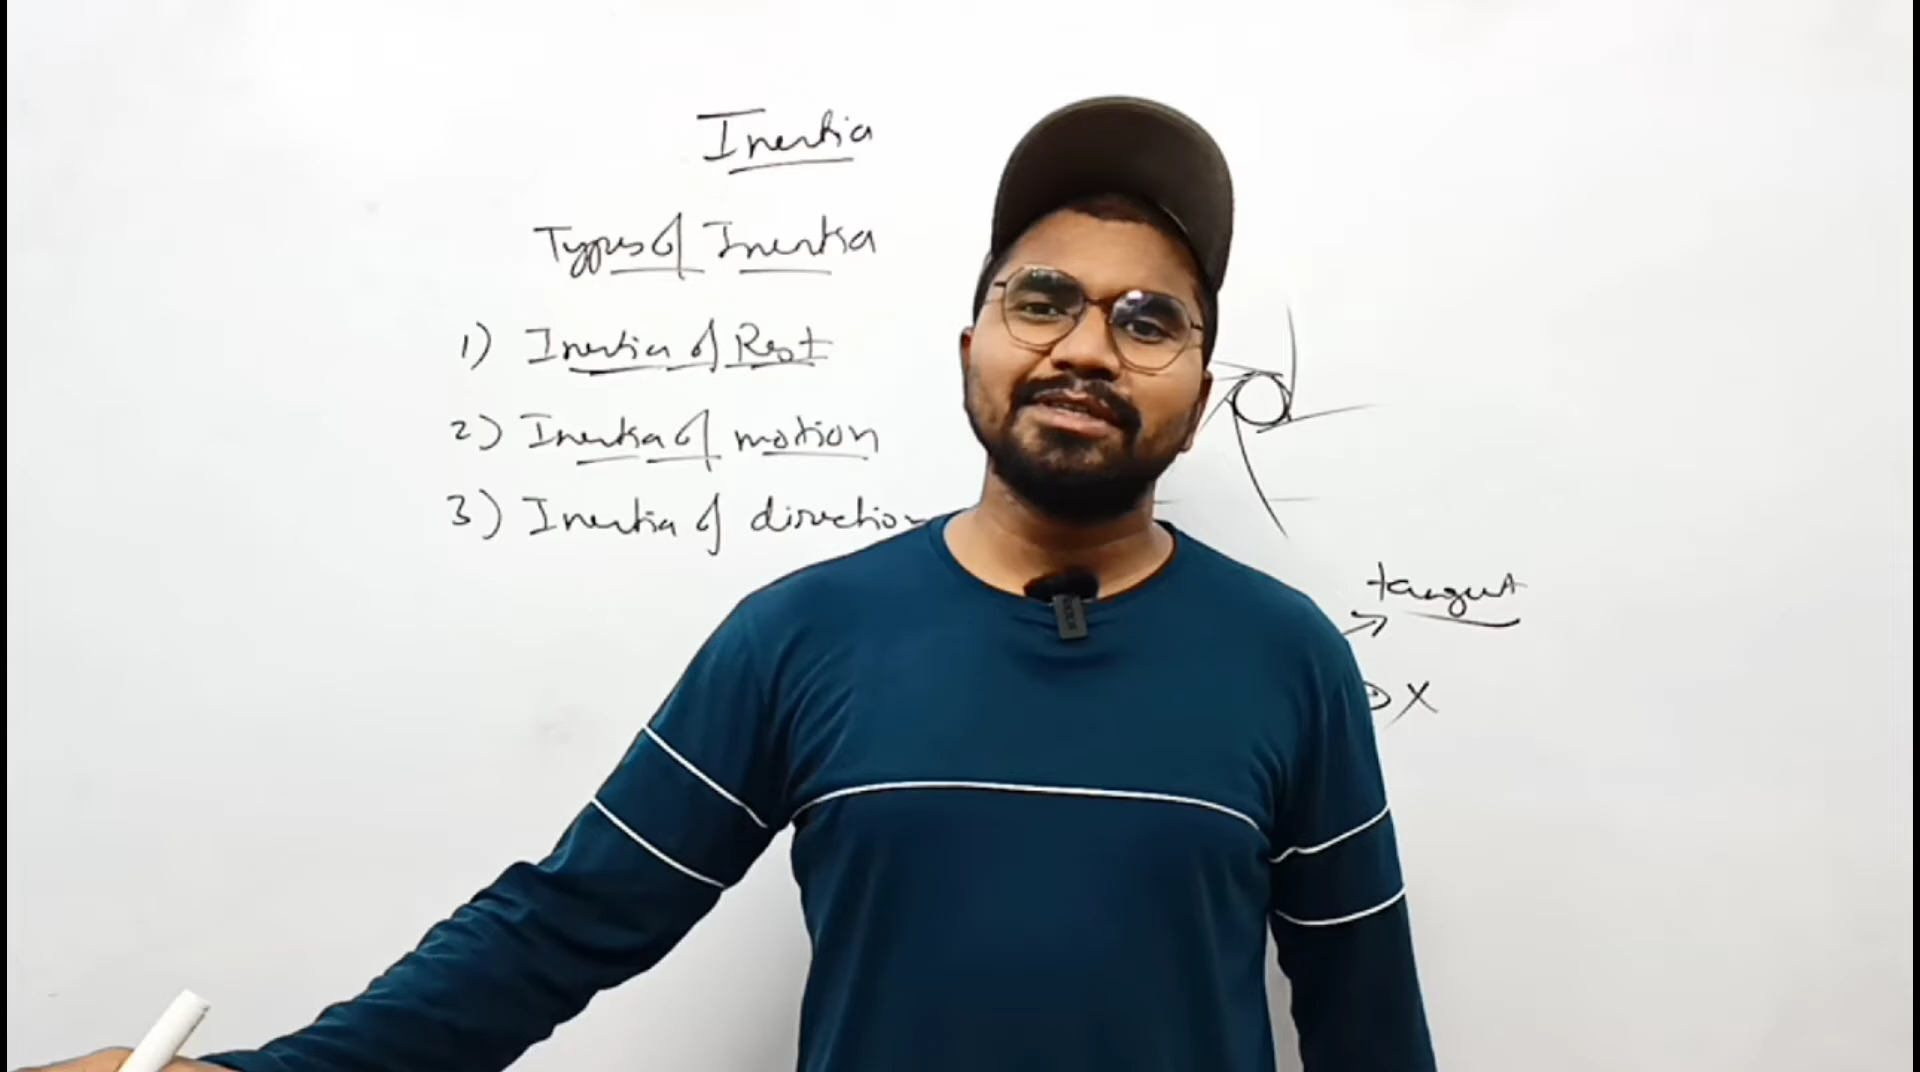 Inertia
Types of Inertia
1) Inertia of Rest
2) Inertia of motion
3) Inertia of direction
tangent
X